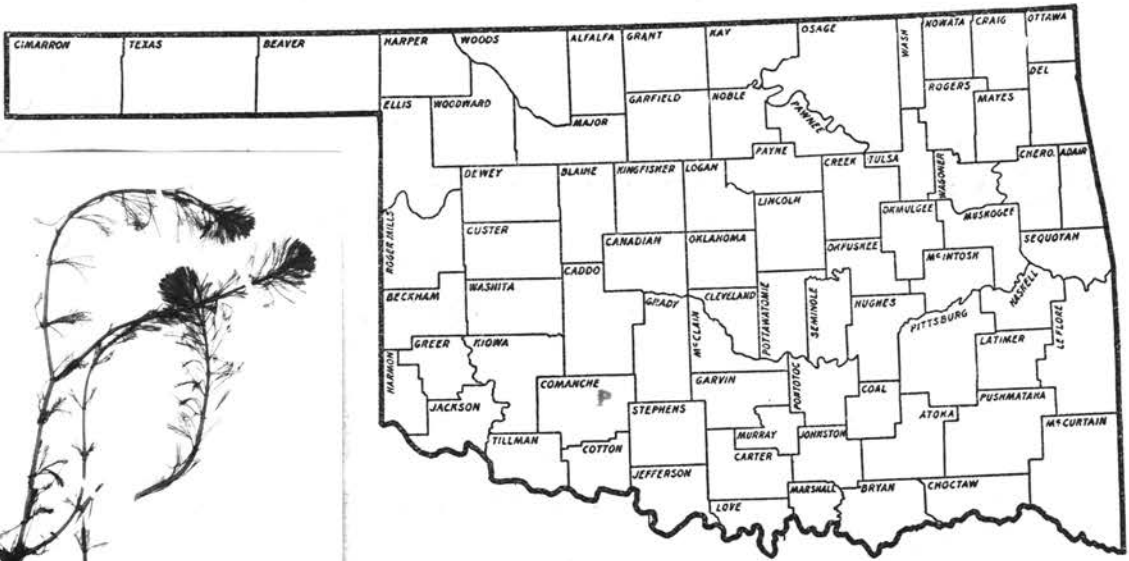 CIMARRON TEXAS BEAVER HARPER WOODS ALFALFA GRANT KAY OSAGE WASH NOWATA CRAIG OTTAWA
ELLIS WOODWARD MAJOR GARFIELD NOBLE PAWNEE ROGERS MAYES DEL
DEWEY BLAINE KINGFISHER LOGAN PAYNE CREEK TULSA WAGONER CHERO. ADAIR
ROGER MILLS CUSTER CANADIAN OKLAHOMA LINCOLN OKMULGEE MUSKOGEE
OKFUSKEE McINTOSH SEQUOYAH
BECKHAM WASHITA CADDO GRADY CLEVELAND McCLAIN POTTAWATOMIE SEMINOLE HUGHES PITTSBURG HASKELL LEFLORE
HARMON GREER KIOWA LATIMER
COMANCHE GARVIN PONTOTOC COAL PUSHMATAHA
P
JACKSON STEPHENS ATOKA McCURTAIN
TILLMAN COTTON MURRAY JOHNSTON
CARTER
JEFFERSON MARSHALL BRYAN CHOCTAW
LOVE